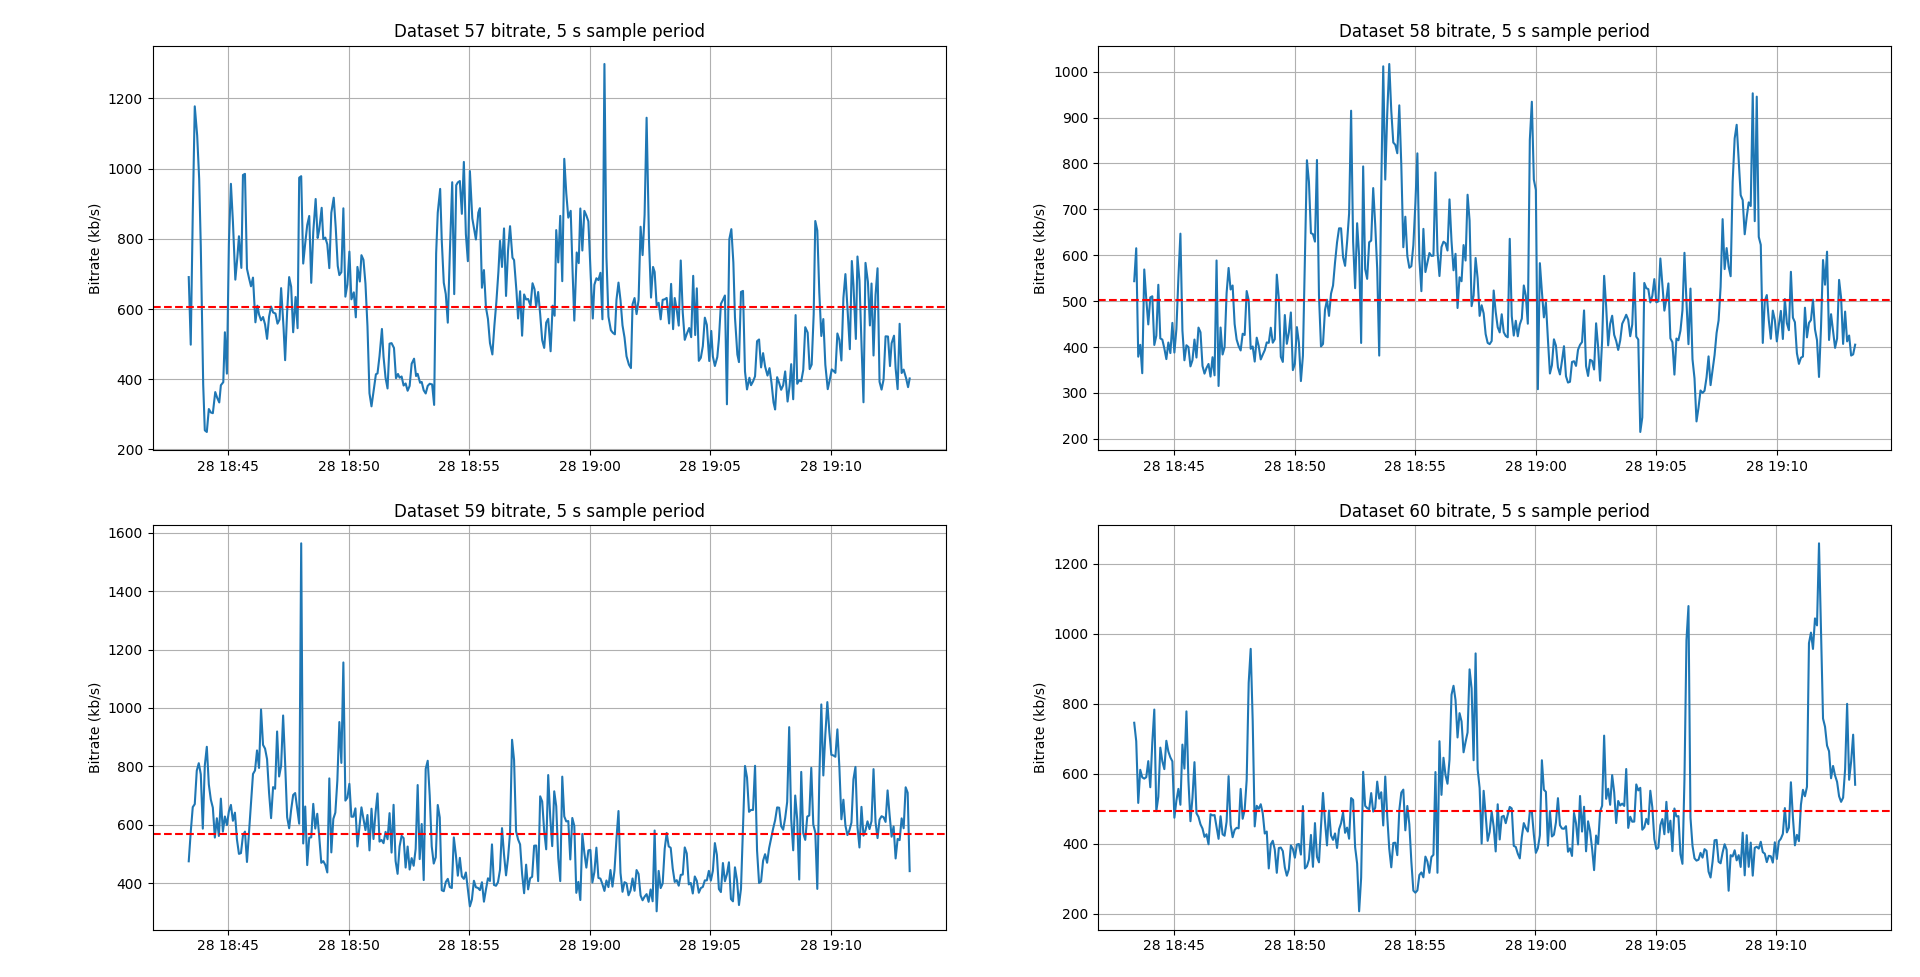 Dataset 57 bitrate, 5 s sample period
Bitrate (kb/s)
1200
1000
800
600
400
200
28 18:45 28 18:50 28 18:55 28 19:00 28 19:05 28 19:10
Dataset 58 bitrate, 5 s sample period
Bitrate (kb/s)
1000
900
800
700
600
500
400
300
200
28 18:45 28 18:50 28 18:55 28 19:00 28 19:05 28 19:10
Dataset 59 bitrate, 5 s sample period
Bitrate (kb/s)
1600
1400
1200
1000
800
600
400
28 18:45 28 18:50 28 18:55 28 19:00 28 19:05 28 19:10
Dataset 60 bitrate, 5 s sample period
Bitrate (kb/s)
1200
1000
800
600
400
200
28 18:45 28 18:50 28 18:55 28 19:00 28 19:05 28 19:10